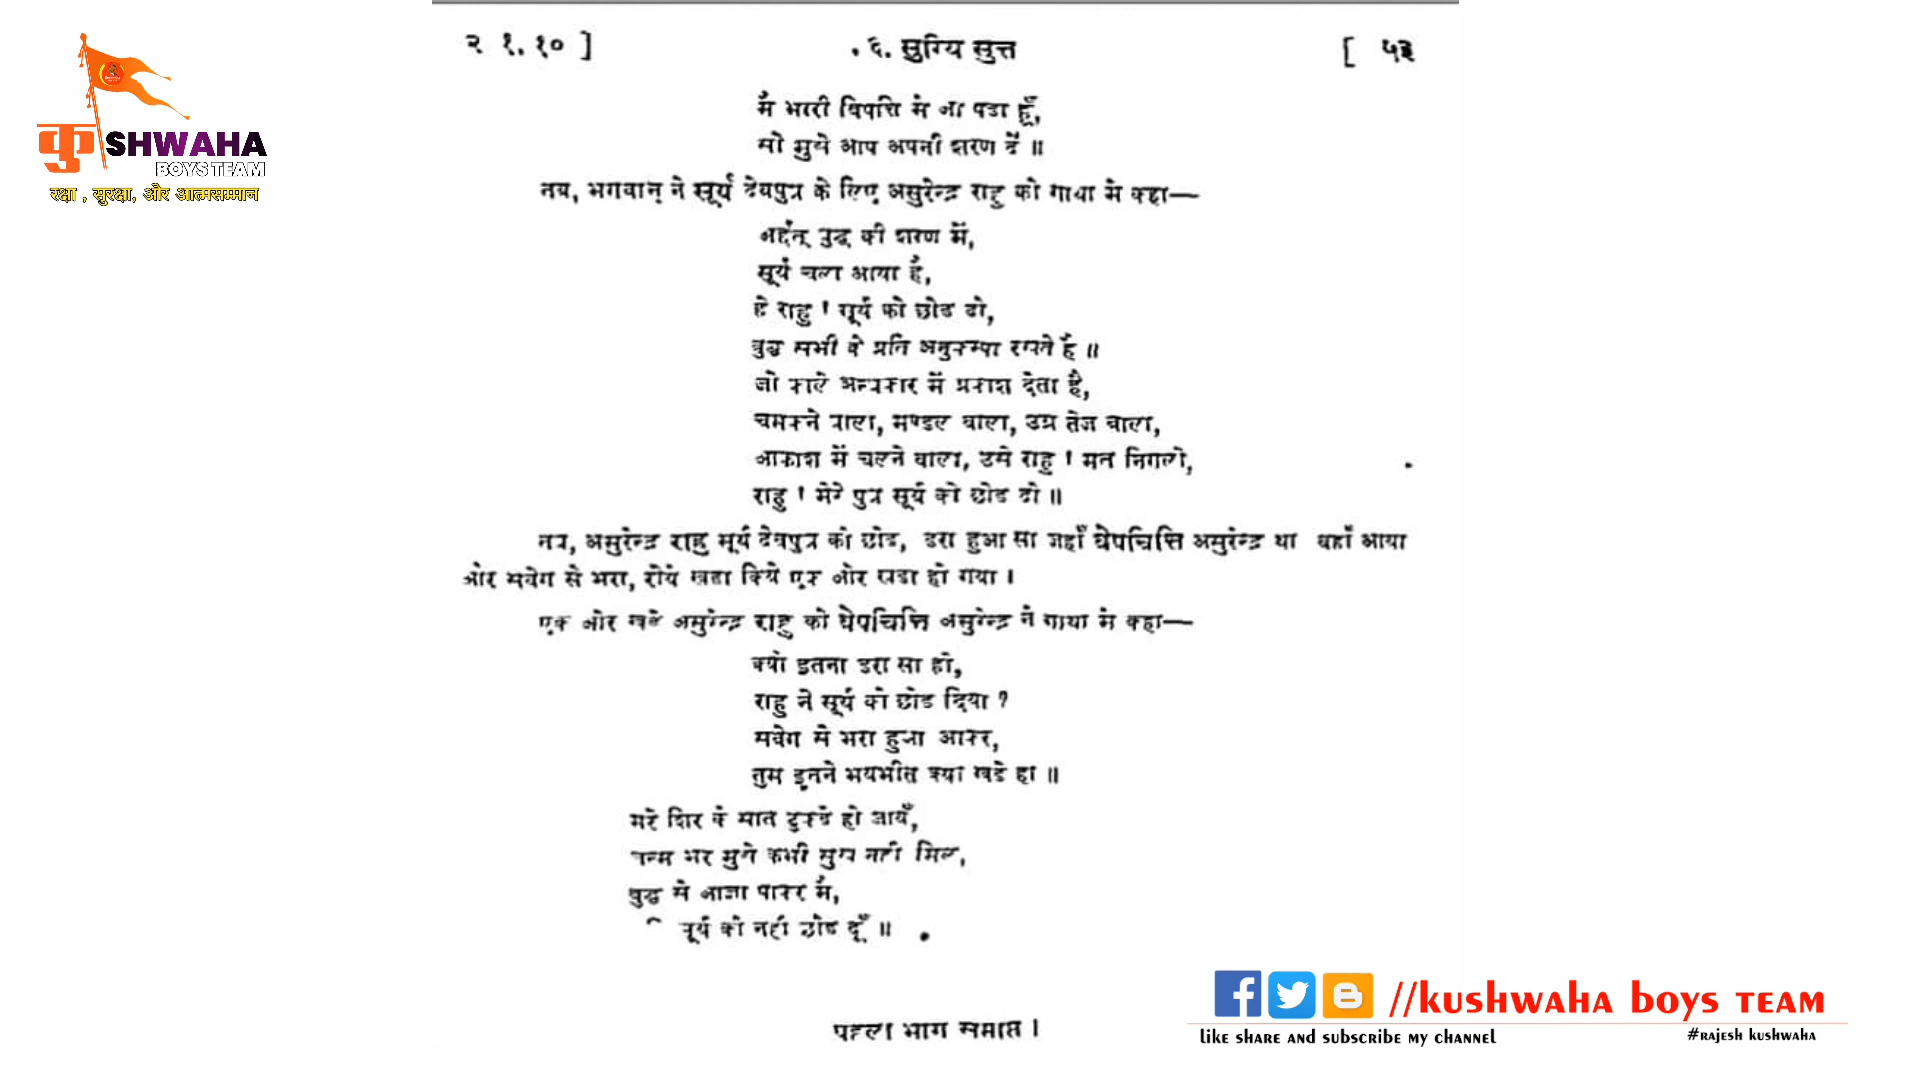 कुSHWAHA
BOYS TEAM
रक्षा , सुरक्षा, और आत्मसम्मान
२ १. १० ]
६. सुरिय सुत्त
[ ५३
मैं भारी विपत्ति में आ पडा हूँ,
सो मुझे आप अपनी शरण दें ॥
तब, भगवान् ने सूर्य देवपुत्र के लिए असुरेन्द्र राहु को गाथा में कहा—
अर्हत् बुद्ध की शरण में,
सूर्य चला आया है,
हे राहु ! सूर्य को छोड दो,
बुद्ध सभी के प्रति अनुकम्पा रखते हैं ॥
जो काले अन्धकार में प्रकाश देता है,
चमकने वाला, मण्डल वाला, उग्र तेज वाला,
आकाश में चलने वाला, उसे राहु ! मत निगलो,
राहु ! मेरे पुत्र सूर्य को छोड दो ॥
तब, असुरेन्द्र राहु सूर्य देवपुत्र को छोड, डरा हुआ सा जहाँ वेपचित्ति असुरेन्द्र था वहाँ आया
और संवेग से भरा, रोंये खडा किये एक ओर खडा हो गया ।
एक ओर खडे असुरेन्द्र राहु को वेपचित्ति असुरेन्द्र ने गाथा में कहा—
क्यों इतना डरा सा हो,
राहु ने सूर्य को छोड दिया ?
संवेग से भरा हुआ आकर,
तुम इतने भयभीत क्यों खडे हो ॥
मेरे शिर के सात टुकडे हो जायँ,
जन्म भर मुझे कभी सुख नहीं मिले,
बुद्ध से आज्ञा पाकर मैं,
सूर्य को नहीं छोड दूँ ॥
पहला भाग समाप्त ।
//kushwaha boys team
like share and subscribe my channel
#rajesh kushwaha